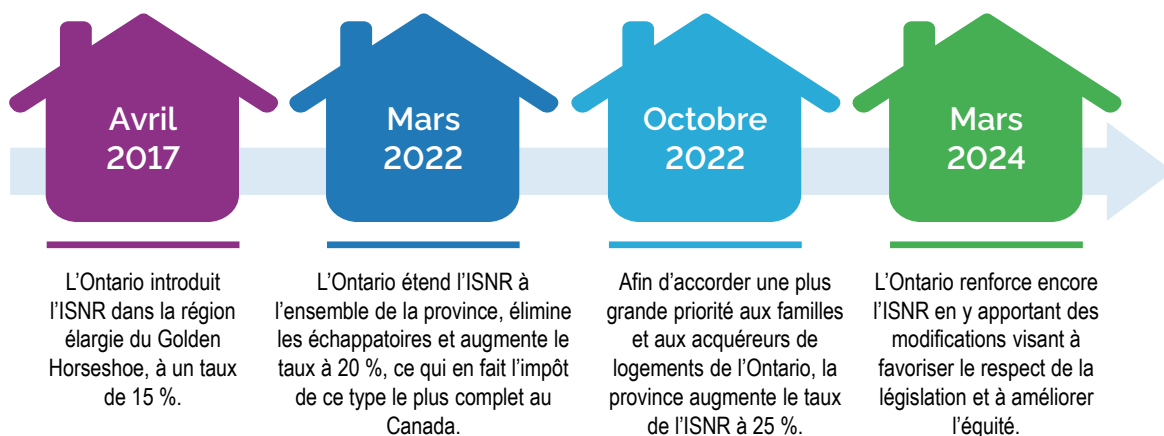 Avril
2017
L'Ontario introduit
l'ISNR dans la région
élargie du Golden
Horseshoe, à un taux
de 15 %.
Mars
2022
L'Ontario étend l'ISNR à
l'ensemble de la province, élimine
les échappatoires et augmente le
taux à 20 %, ce qui en fait l'impôt
de ce type le plus complet au
Canada.
Octobre
2022
Afin d'accorder une plus
grande priorité aux familles
et aux acquéreurs de
logements de l'Ontario, la
province augmente le taux
de l'ISNR à 25 %.
Mars
2024
L'Ontario renforce encore
l'ISNR en y apportant des
modifications visant à
favoriser le respect de la
législation et à améliorer
l'équité.